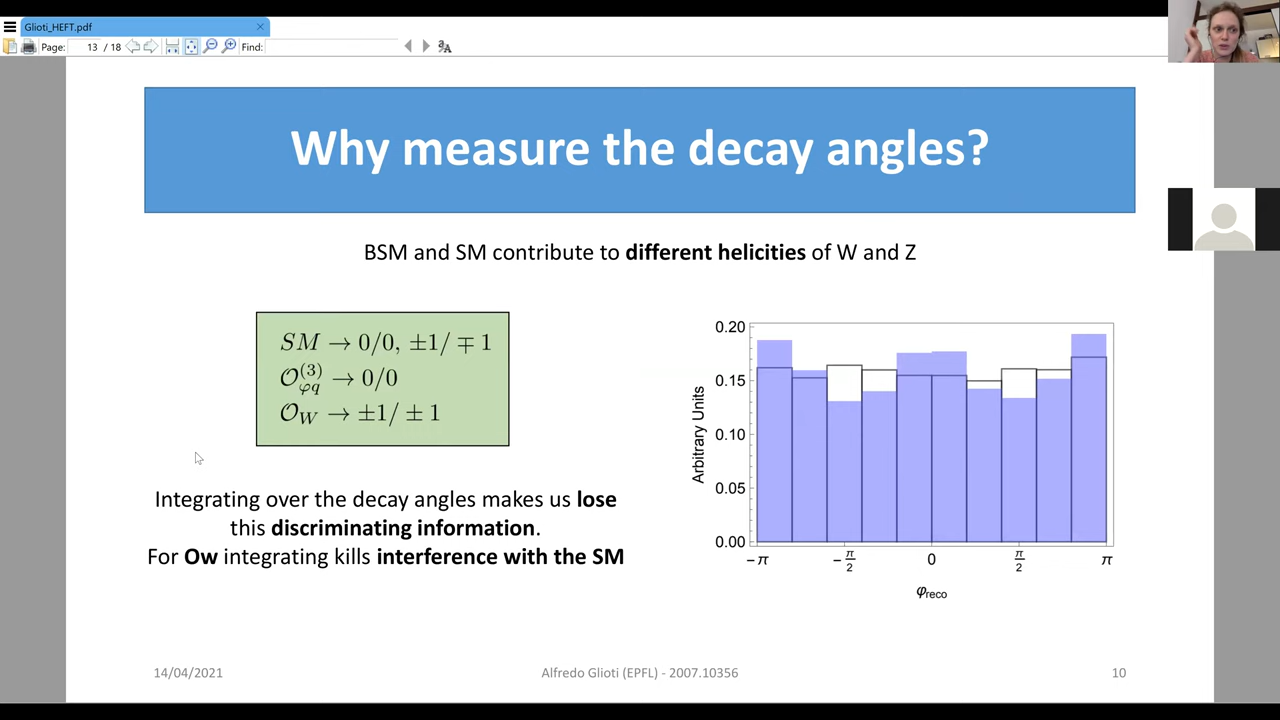 Glioti_HEFT.pdf
Page: 13 / 18 Find:
Why measure the decay angles?
BSM and SM contribute to different helicities of W and Z
SM → 0/0, ±1/∓1
𝒪_{φq}^{(3)} → 0/0
𝒪_W → ±1/±1
Integrating over the decay angles makes us lose
this discriminating information.
For Ow integrating kills interference with the SM
0.20
0.15
0.10
0.05
0.00
Arbitrary Units
−π −π/2 0 π/2 π
φreco
14/04/2021 Alfredo Glioti (EPFL) - 2007.10356 10